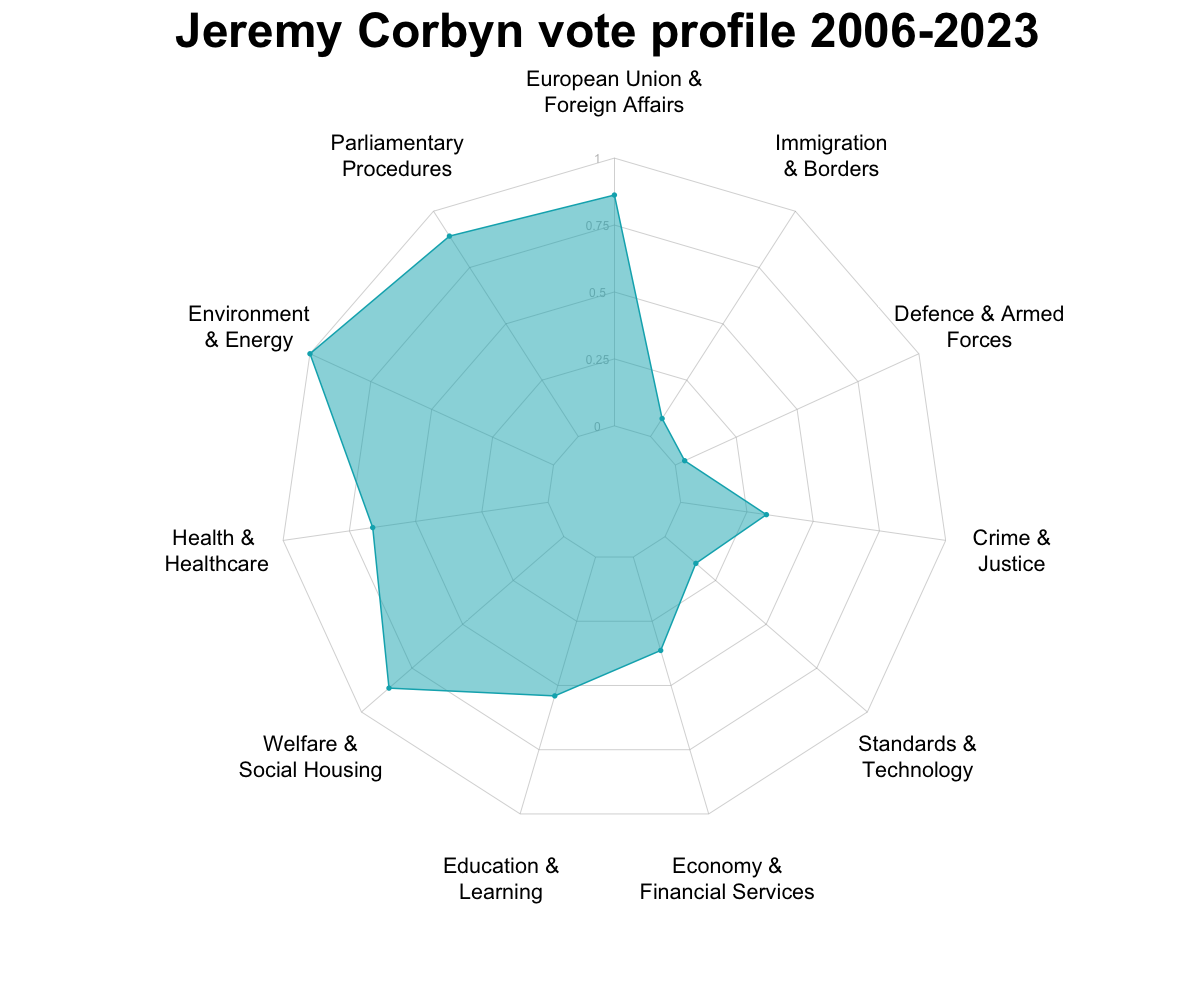 Jeremy Corbyn vote profile 2006-2023
European Union &
Foreign Affairs
Parliamentary
Procedures
Immigration
& Borders
1
0.75
0.5
0.25
0
Environment
& Energy
Defence & Armed
Forces
Health &
Healthcare
Crime &
Justice
Welfare &
Social Housing
Standards &
Technology
Education &
Learning
Economy &
Financial Services